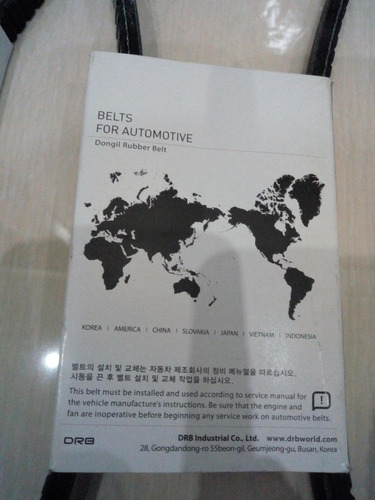 BELTS
FOR AUTOMOTIVE
Dongil Rubber Belt
KOREA | AMERICA | CHINA | SLOVAKIA | JAPAN | VIETNAM | INDONESIA
벨트의 설치 및 교체는 자동차 제조회사의 정비 메뉴얼을 따르십시오.
시동을 끈 후 벨트 설치 및 교체 작업을 하십시오.
This belt must be installed and used according to service manual for
the vehicle manufacture's instructions. Be sure that the engine and
fan are inoperative before beginning any service work on automotive belts.
DRB
DRB Industrial Co., Ltd. www.drbworld.com
28, Gongdandong-ro 55beon-gil, Geumjeong-gu, Busan, Korea